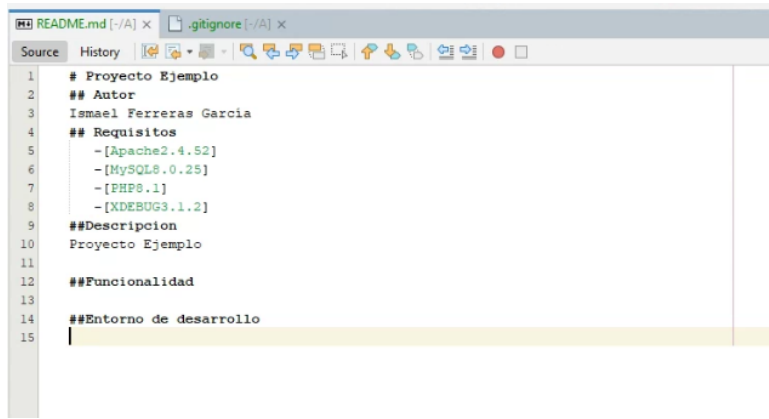 README.md [-/A]
.gitignore [-/A]
Source History
1 # Proyecto Ejemplo
2 ## Autor
3 Ismael Ferreras García
4 ## Requisitos
5 -[Apache2.4.52]
6 -[MySQL8.0.25]
7 -[PHP8.1]
8 -[XDEBUG3.1.2]
9 ##Descripcion
10 Proyecto Ejemplo
11
12 ##Funcionalidad
13
14 ##Entorno de desarrollo
15